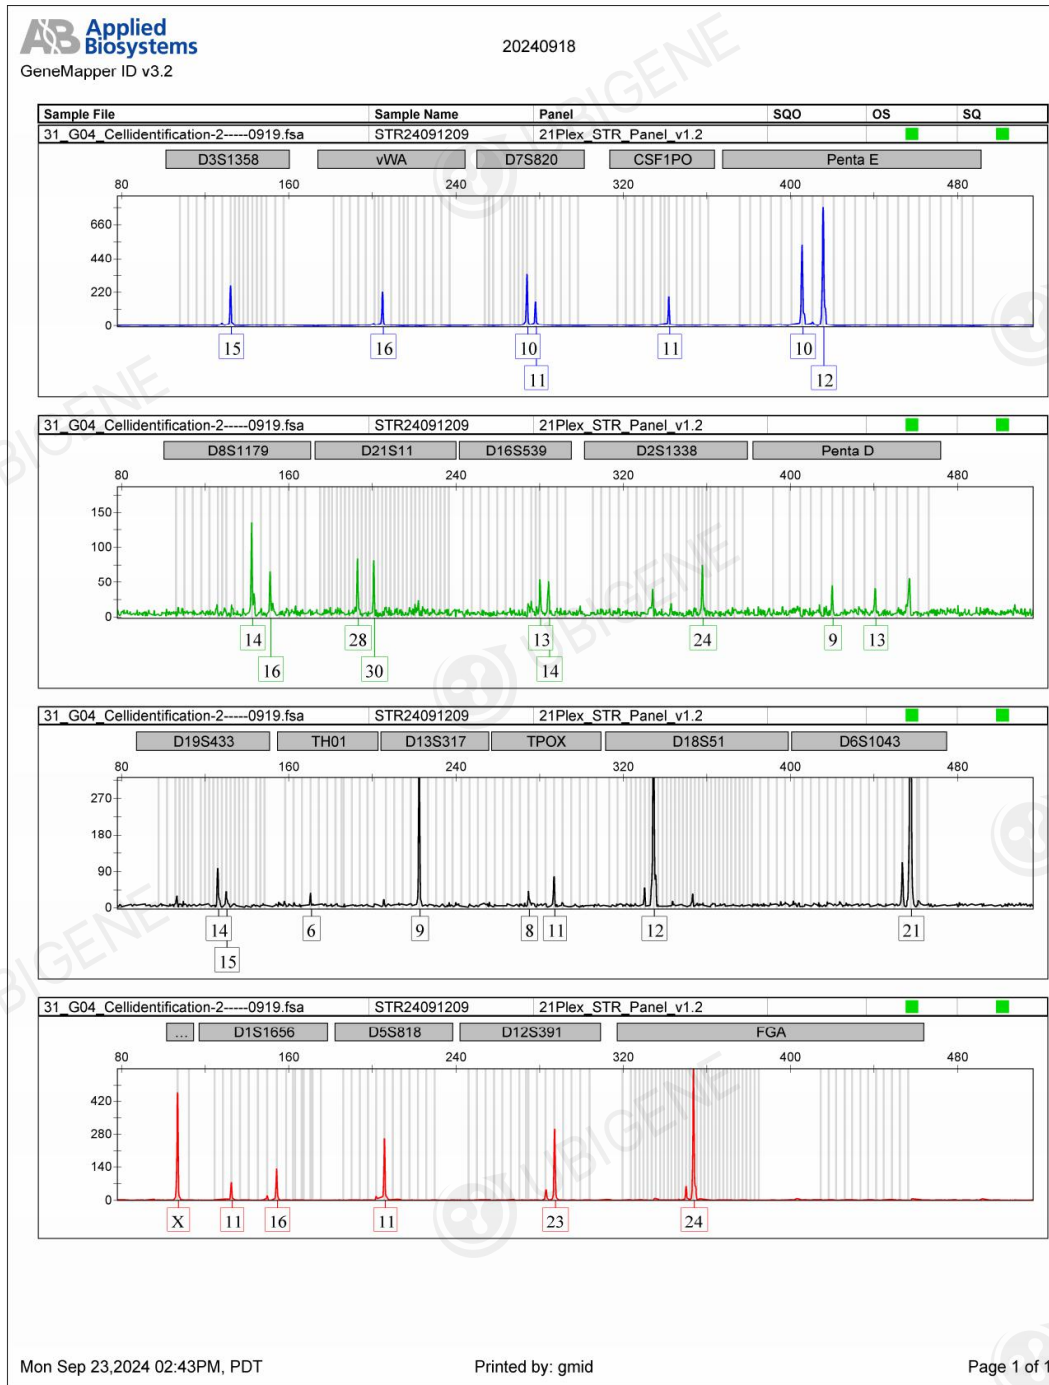 AB Applied Biosystems
20240918
GeneMapper ID v3.2
Sample File Sample Name Panel SQO OS SQ
31_G04_Cellidentification-2-----0919.fsa STR24091209 21Plex_STR_Panel_v1.2
D3S1358 vWA D7S820 CSF1PO Penta E
80 160 240 320 400 480
660
440
220
0
15 16 10 11 10
11 12
31_G04_Cellidentification-2-----0919.fsa STR24091209 21Plex_STR_Panel_v1.2
D8S1179 D21S11 D16S539 D2S1338 Penta D
80 160 240 320 400 480
150
100
50
0
14 28 13 24 9 13
16 30 14
31_G04_Cellidentification-2-----0919.fsa STR24091209 21Plex_STR_Panel_v1.2
D19S433 TH01 D13S317 TPOX D18S51 D6S1043
80 160 240 320 400 480
270
180
90
0
14 6 9 8 11 12 21
15
31_G04_Cellidentification-2-----0919.fsa STR24091209 21Plex_STR_Panel_v1.2
... D1S1656 D5S818 D12S391 FGA
80 160 240 320 400 480
420
280
140
0
X 11 16 11 23 24
Mon Sep 23,2024 02:43PM, PDT Printed by: gmid Page 1 of 1
UBIGENE
UBIGENE
UBIGENE
UBIGENE
UBIGENE